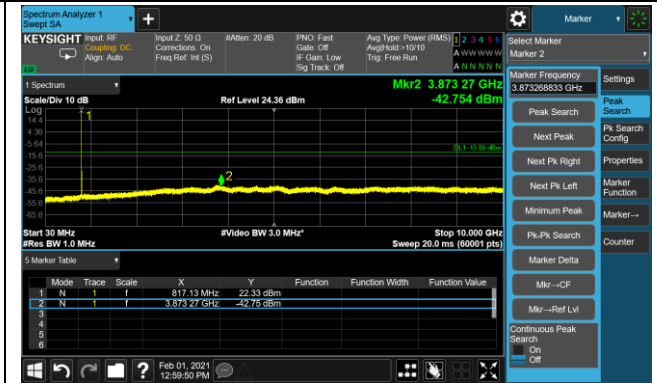 Spectrum Analyzer 1
Swept SA
+
Marker
KEYSIGHT
Input: RF
Coupling: DC
Align: Auto
Input Z: 50 Ω
Corrections: On
Freq Ref: Int (S)
#Atten: 20 dB
PNO: Fast
Gate: Off
IF Gain: Low
Sig Track: Off
Avg Type: Power (RMS)
Avg|Hold:>10/10
Trig: Free Run
1 2 3 4 5 6
A W W W W W
A N N N N N
Select Marker
Marker 2
1 Spectrum
Mkr2 3.873 27 GHz
Scale/Div 10 dB
Ref Level 24.36 dBm
-42.754 dBm
Log
14.4
4.36
-5.64
-15.6
-25.6
-35.6
-45.6
-55.6
-65.6
1
2
Start 30 MHz
#Video BW 3.0 MHz*
Stop 10.000 GHz
#Res BW 1.0 MHz
Sweep 20.0 ms (60001 pts)
5 Marker Table
Mode Trace Scale X Y Function Function Width Function Value
1 N 1 f 817.13 MHz 22.33 dBm
2 N 1 f 3.873 27 GHz -42.75 dBm
3
4
5
6
Marker Frequency
3.873268833 GHz
Peak Search
Next Peak
Next Pk Right
Next Pk Left
Minimum Peak
Pk-Pk Search
Marker Delta
Mkr→CF
Mkr→Ref Lvl
Continuous Peak
Search
On
Off
Settings
Peak
Search
Pk Search
Config
Properties
Marker
Function
Marker→
Counter
?
Feb 01, 2021
12:59:50 PM